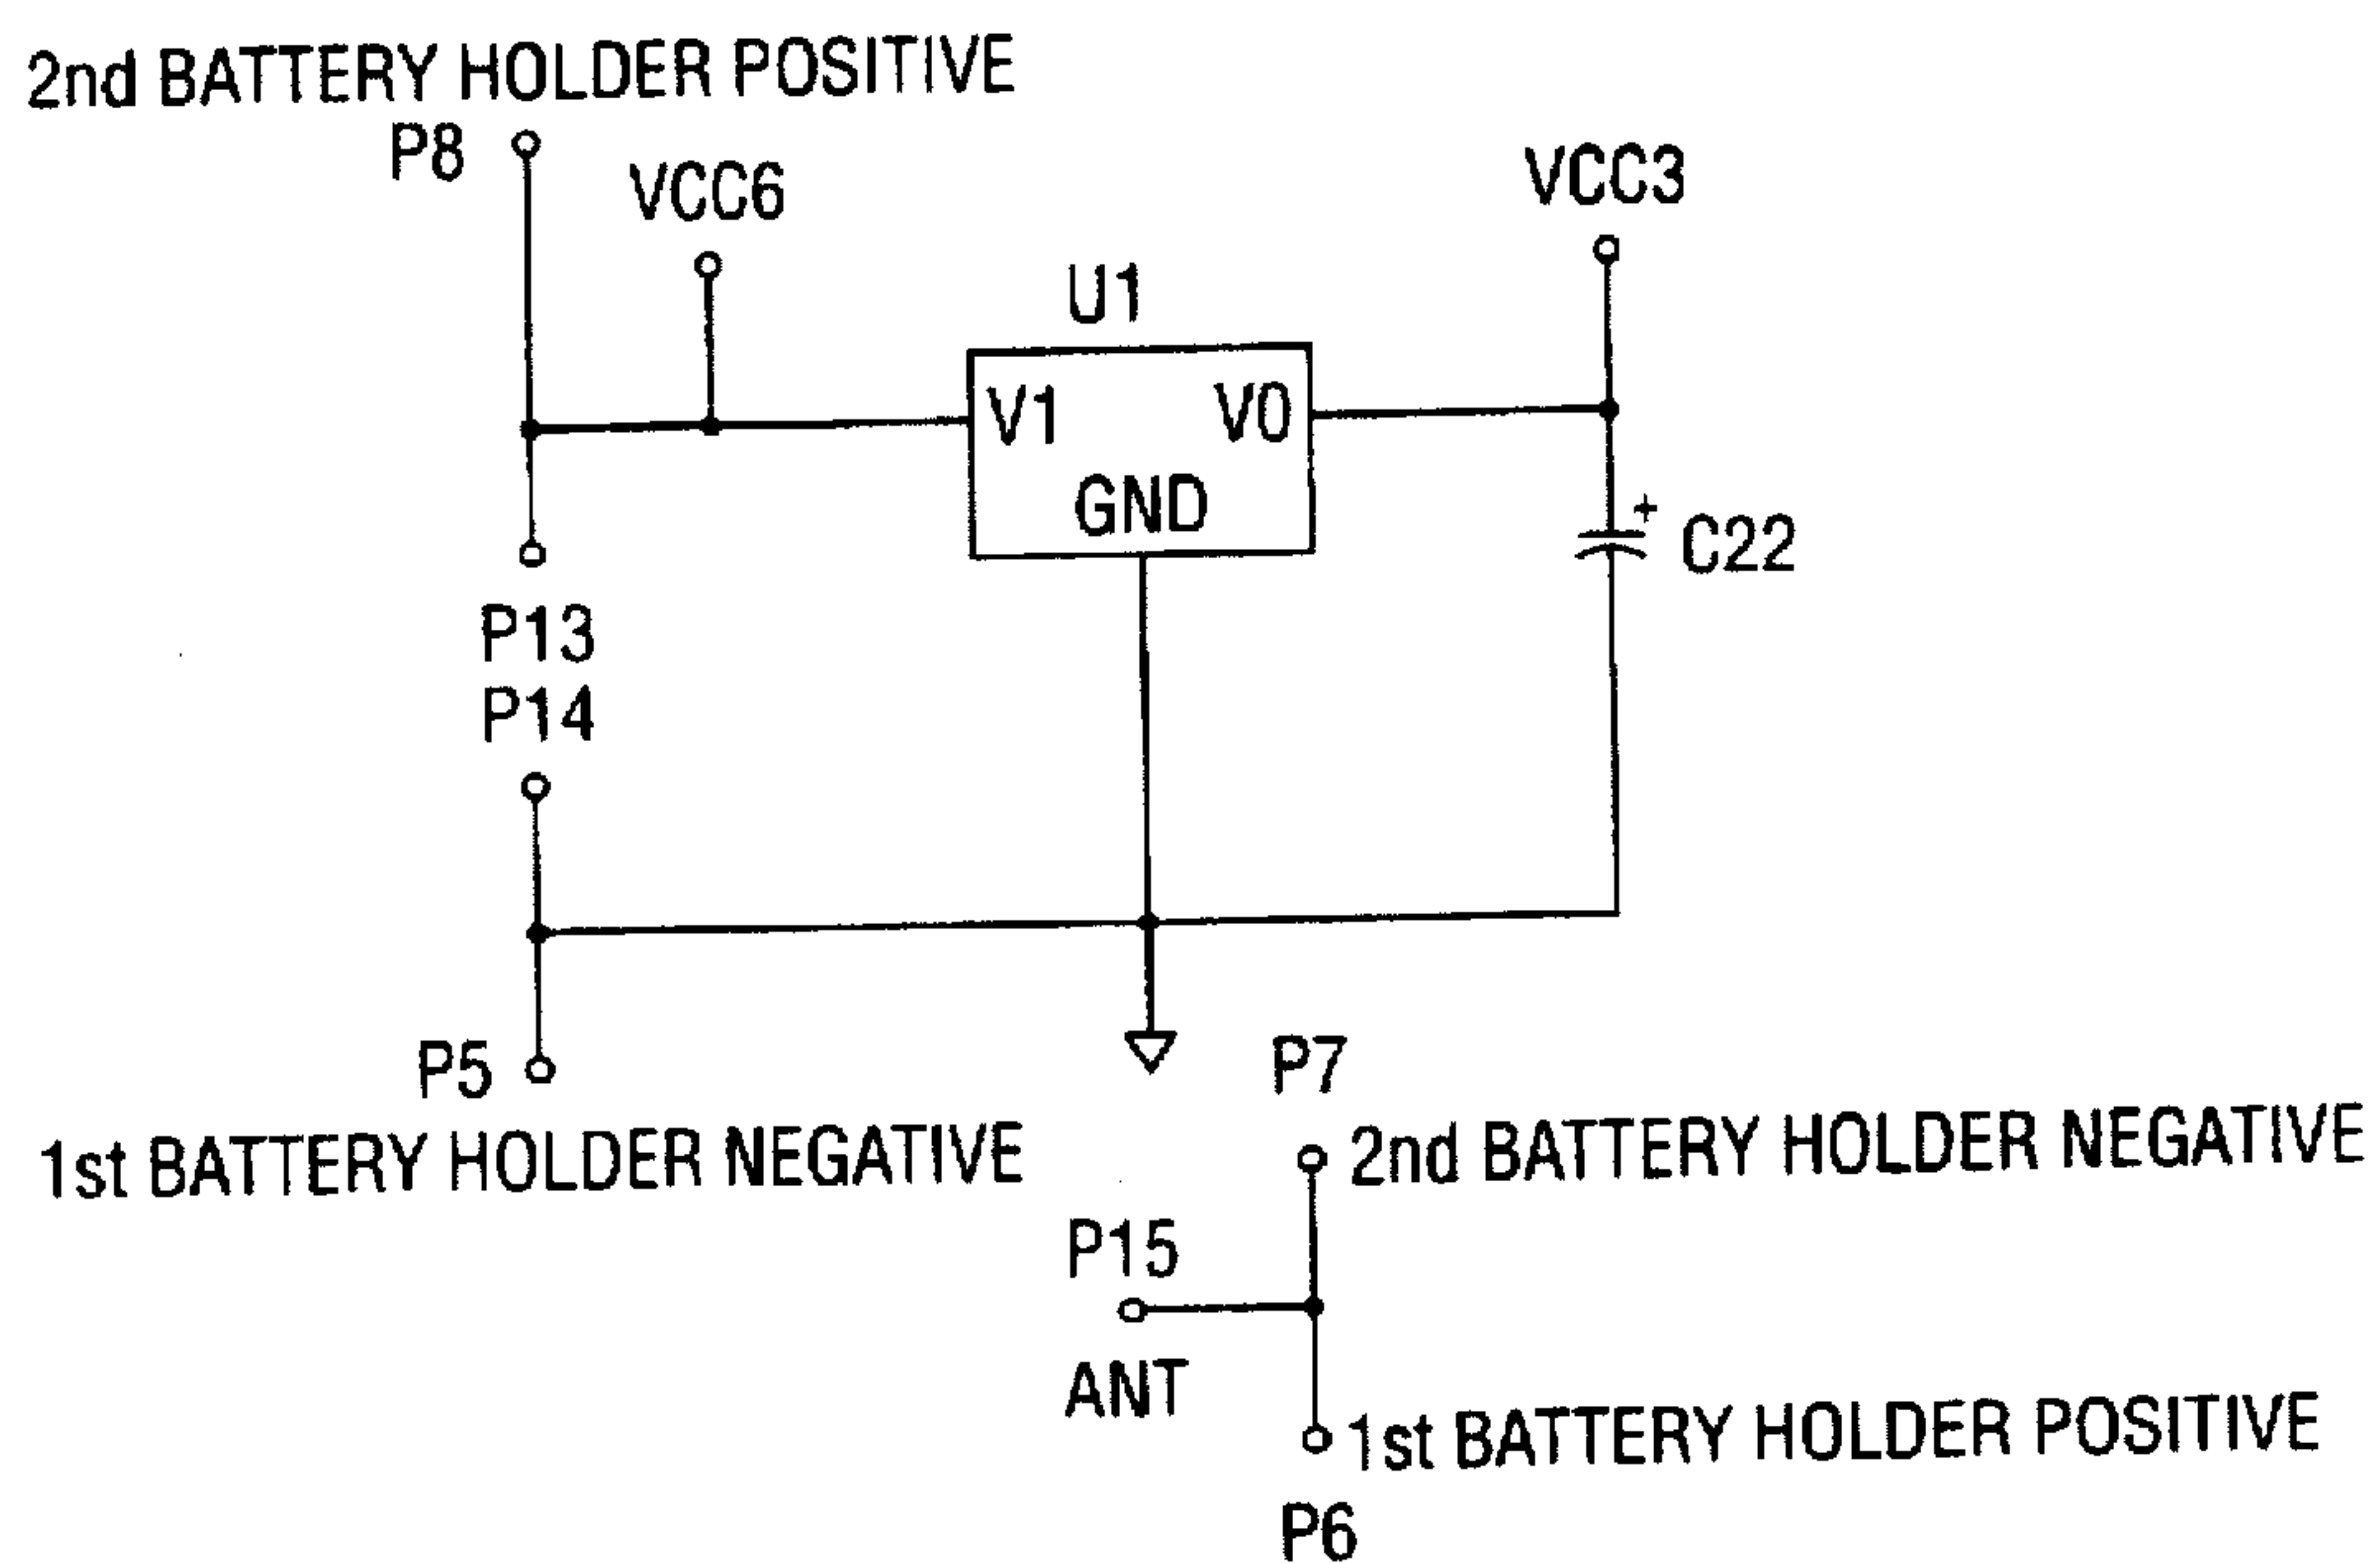 2nd BATTERY HOLDER POSITIVE
P8
VCC6
VCC3
U1
V1
V0
GND
+
C22
P13
P14
P5
1st BATTERY HOLDER NEGATIVE
P7
2nd BATTERY HOLDER NEGATIVE
P15
ANT
1st BATTERY HOLDER POSITIVE
P6